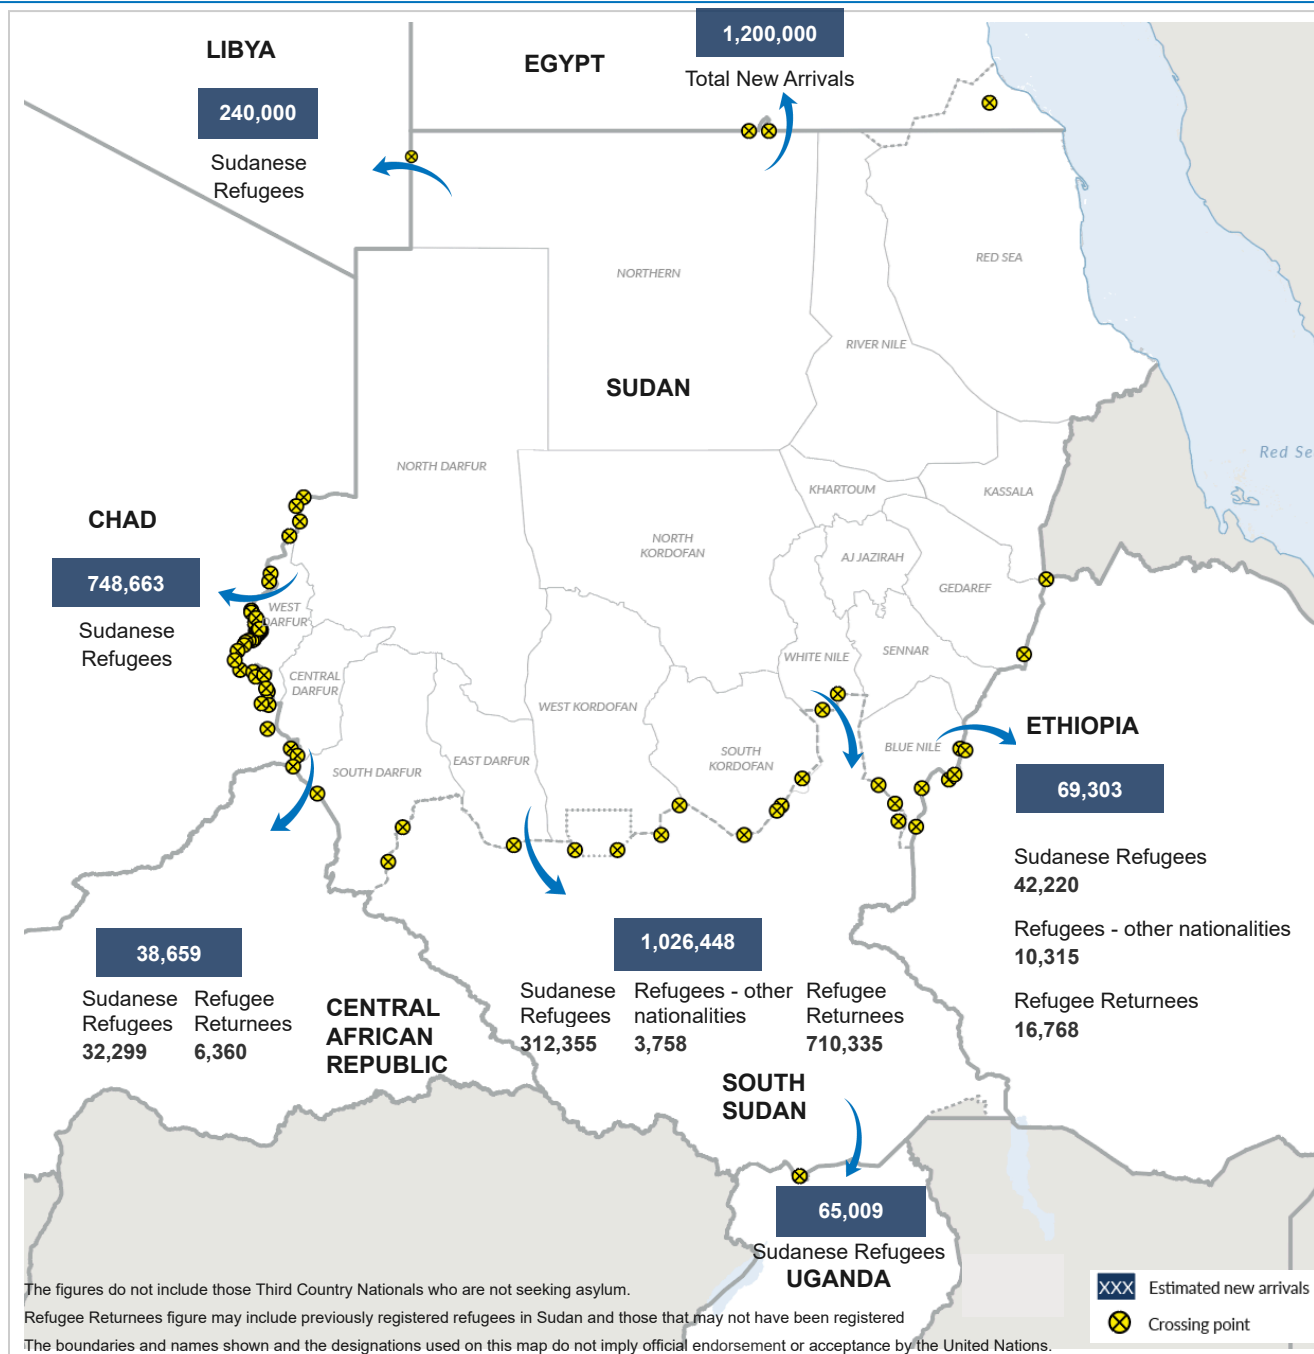 1,200,000
Total New Arrivals
LIBYA
EGYPT
240,000
Sudanese
Refugees
NORTHERN
RED SEA
RIVER NILE
SUDAN
NORTH DARFUR
Red Se
KHARTOUM
KASSALA
CHAD
NORTH
KORDOFAN
AJ JAZIRAH
748,663
GEDAREF
Sudanese
Refugees
WEST
DARFUR
WHITE NILE
SENNAR
CENTRAL
DARFUR
WEST KORDOFAN
ETHIOPIA
BLUE NILE
SOUTH
KORDOFAN
EAST DARFUR
SOUTH DARFUR
69,303
Sudanese Refugees
42,220
Refugees - other nationalities
10,315
Refugee Returnees
16,768
38,659
Sudanese
Refugees
32,299
Refugee
Returnees
6,360
CENTRAL
AFRICAN
REPUBLIC
1,026,448
Sudanese
Refugees
312,355
Refugees - other
nationalities
3,758
Refugee
Returnees
710,335
SOUTH
SUDAN
65,009
Sudanese Refugees
UGANDA
XXX Estimated new arrivals
Crossing point
The figures do not include those Third Country Nationals who are not seeking asylum.
Refugee Returnees figure may include previously registered refugees in Sudan and those that may not have been registered
The boundaries and names shown and the designations used on this map do not imply official endorsement or acceptance by the United Nations.